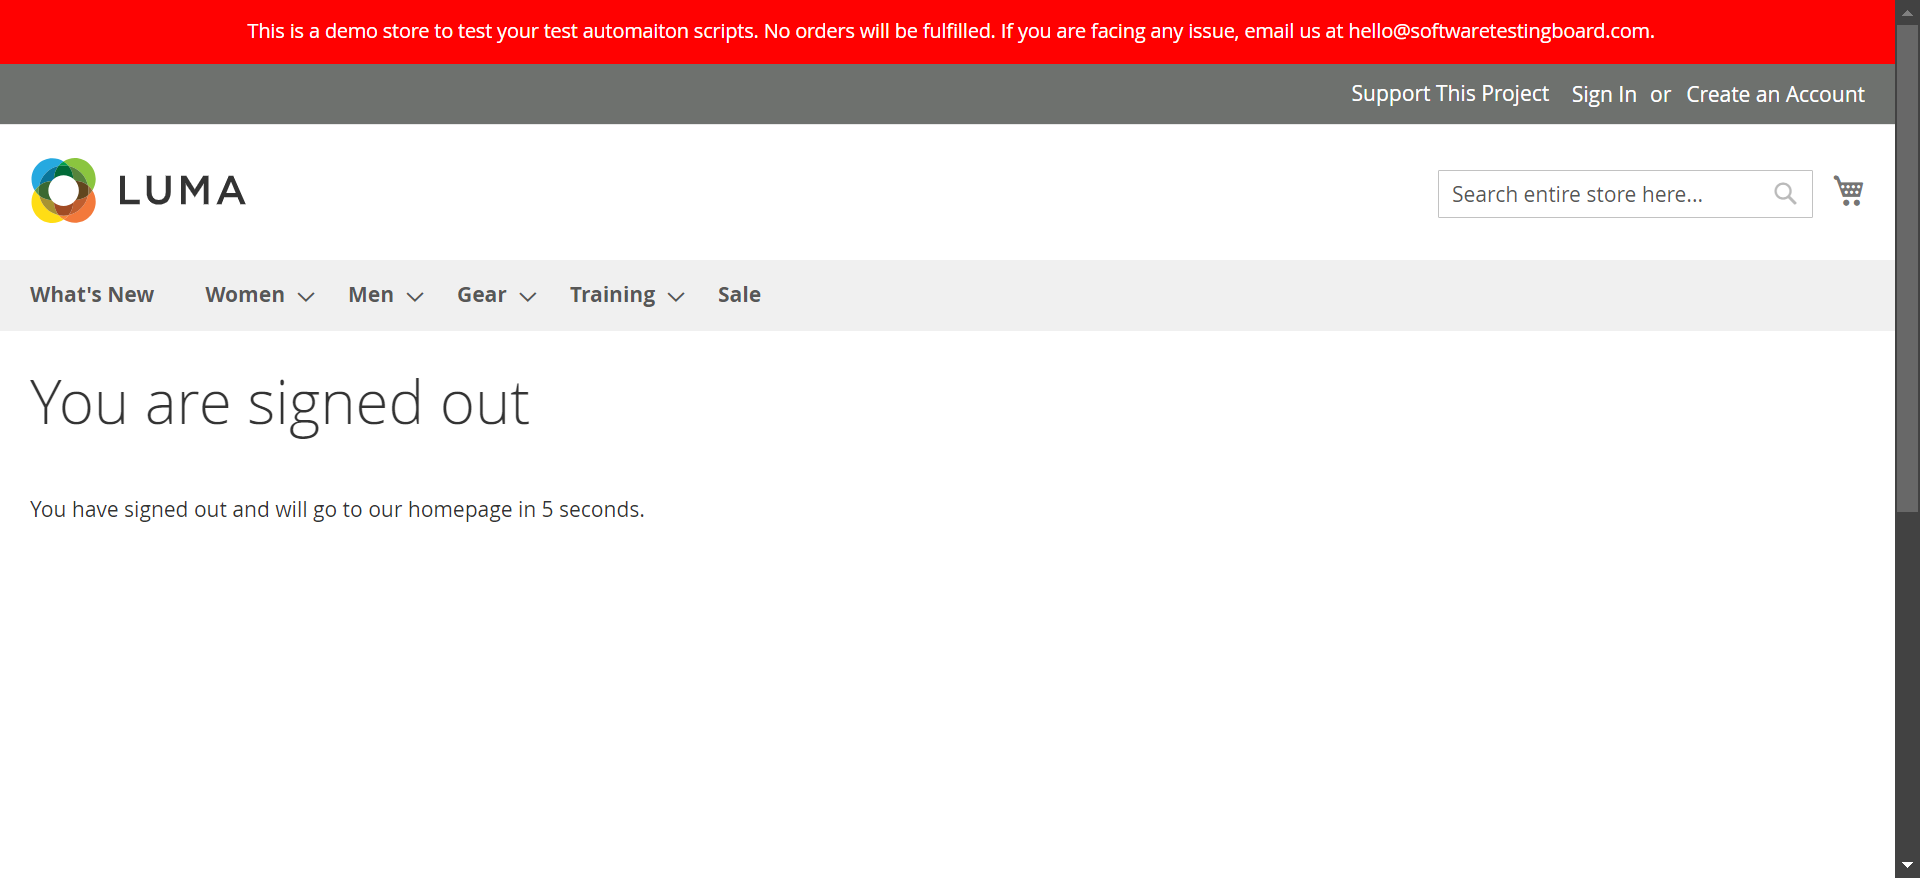 This is a demo store to test your test automaiton scripts. No orders will be fulfilled. If you are facing any issue, email us at hello@softwaretestingboard.com.
Support This Project Sign In or Create an Account
LUMA
Search entire store here...
What's New Women Men Gear Training Sale
You are signed out
You have signed out and will go to our homepage in 5 seconds.